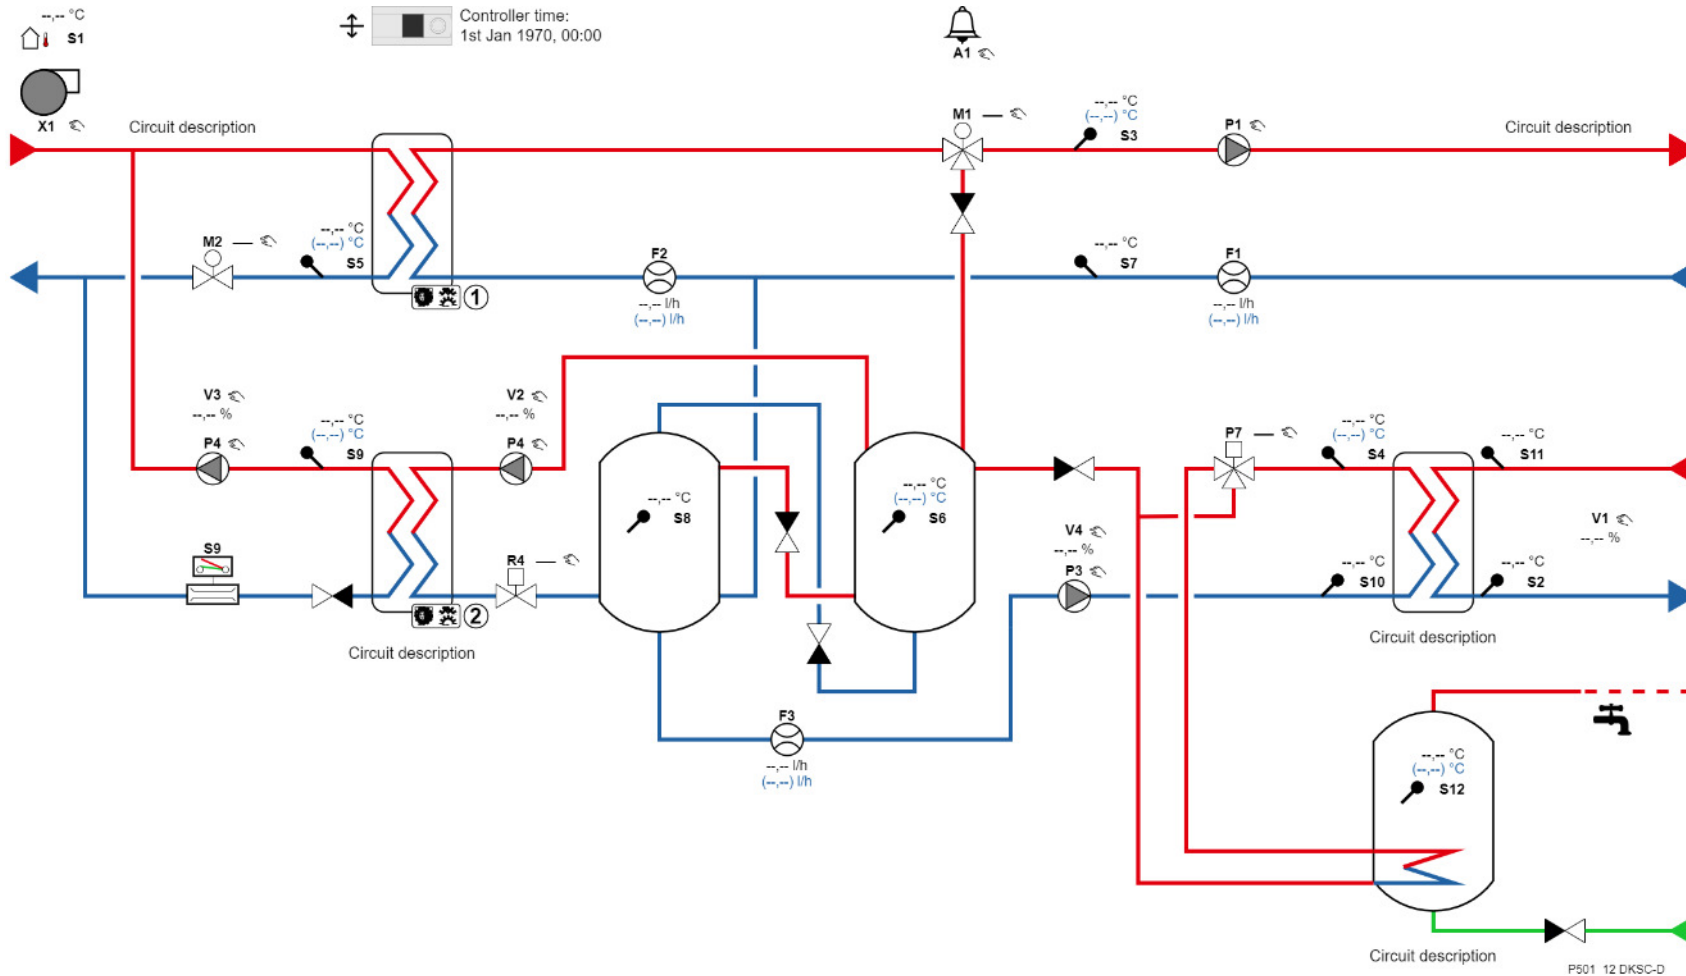 --,-- °C
S1
Controller time:
1st Jan 1970, 00:00
A1
X1
Circuit description
M1
--,-- °C
(--,--) °C
S3
P1
Circuit description
M2
--,-- °C
(--,--) °C
S5
F2
--,-- l/h
(--,--) l/h
--,-- °C
S7
F1
--,-- l/h
(--,--) l/h
1
V3
--,-- %
P4
--,-- °C
(--,--) °C
S9
V2
--,-- %
P4
P7
--,-- °C
(--,--) °C
S4
--,-- °C
S11
--,-- °C
S8
--,-- °C
(--,--) °C
S6
V4
--,-- %
P3
V1
--,-- %
S9
R4
--,-- °C
S10
--,-- °C
S2
2
Circuit description
Circuit description
F3
--,-- l/h
(--,--) l/h
--,-- °C
(--,--) °C
S12
Circuit description
P501_12 DKSC-D